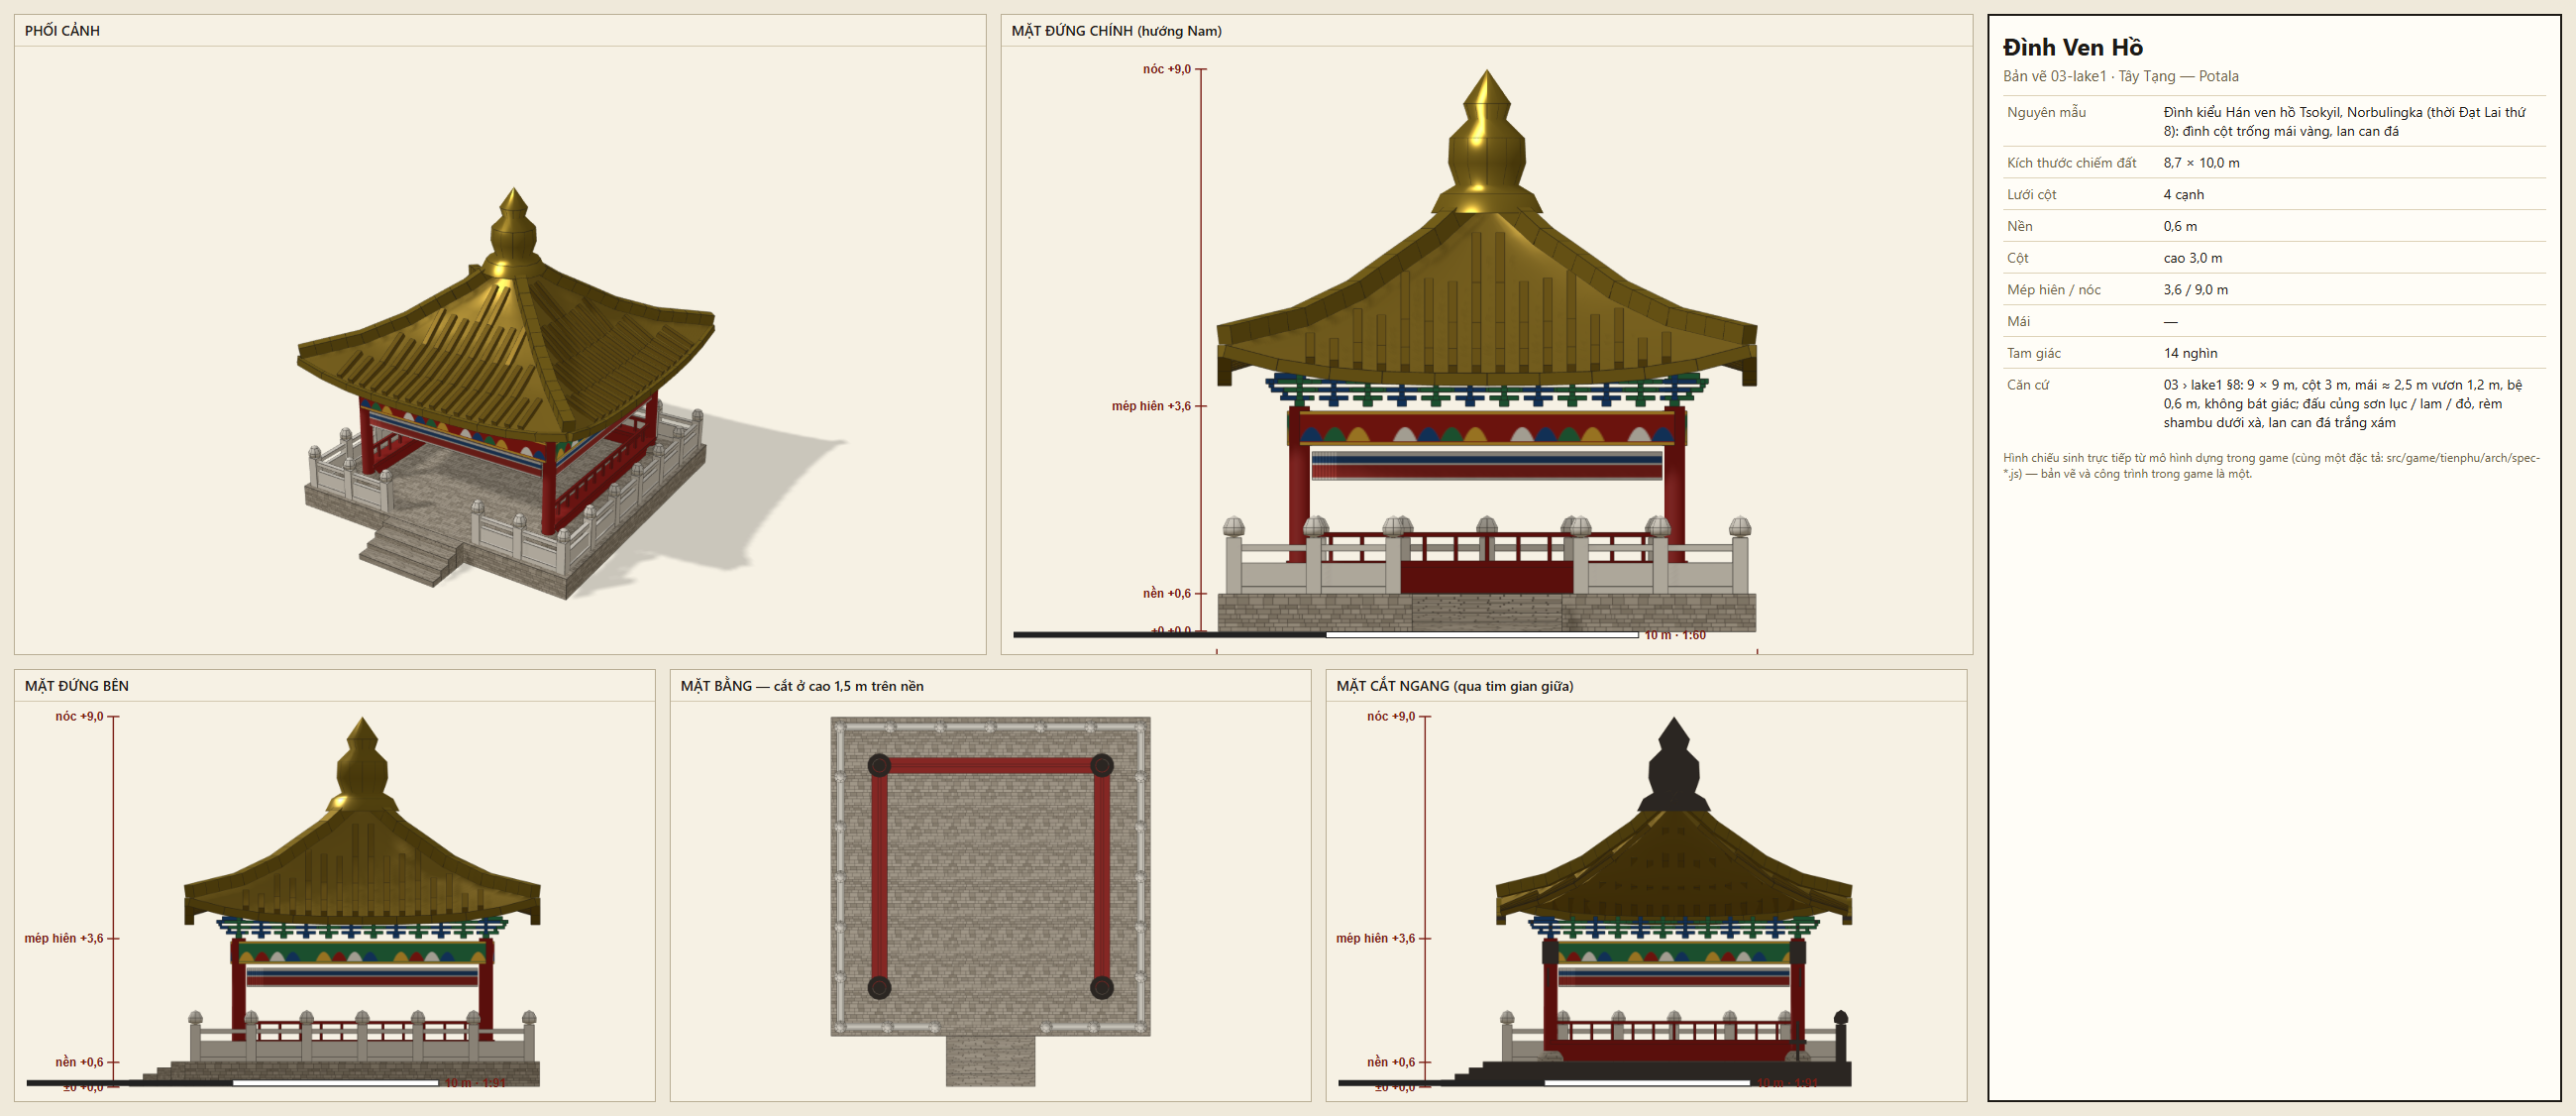 PHỐI CẢNH
MẶT ĐỨNG CHÍNH (hướng Nam)
nóc +9,0
mép hiên +3,6
nền +0,6
±0 +0,0
10 m · 1:60
MẶT ĐỨNG BÊN
nóc +9,0
mép hiên +3,6
nền +0,6
±0 +0,0
10 m · 1:91
MẶT BẰNG — cắt ở cao 1,5 m trên nền
MẶT CẮT NGANG (qua tim gian giữa)
nóc +9,0
mép hiên +3,6
nền +0,6
±0 +0,0
10 m · 1:91
Đình Ven Hồ
Bản vẽ 03-lake1 · Tây Tạng — Potala
Nguyên mẫu
Đình kiểu Hán ven hồ Tsokyil, Norbulingka (thời Đạt Lai thứ
8): đình cột trống mái vàng, lan can đá
Kích thước chiếm đất
8,7 × 10,0 m
Lưới cột
4 cạnh
Nền
0,6 m
Cột
cao 3,0 m
Mép hiên / nóc
3,6 / 9,0 m
Mái
—
Tam giác
14 nghìn
Căn cứ
03 › lake1 §8: 9 × 9 m, cột 3 m, mái ≈ 2,5 m vươn 1,2 m, bệ
0,6 m, không bát giác; đấu củng sơn lục / lam / đỏ, rèm
shambu dưới xà, lan can đá trắng xám
Hình chiếu sinh trực tiếp từ mô hình dựng trong game (cùng một đặc tả: src/game/tienphu/arch/spec-
*.js) — bản vẽ và công trình trong game là một.